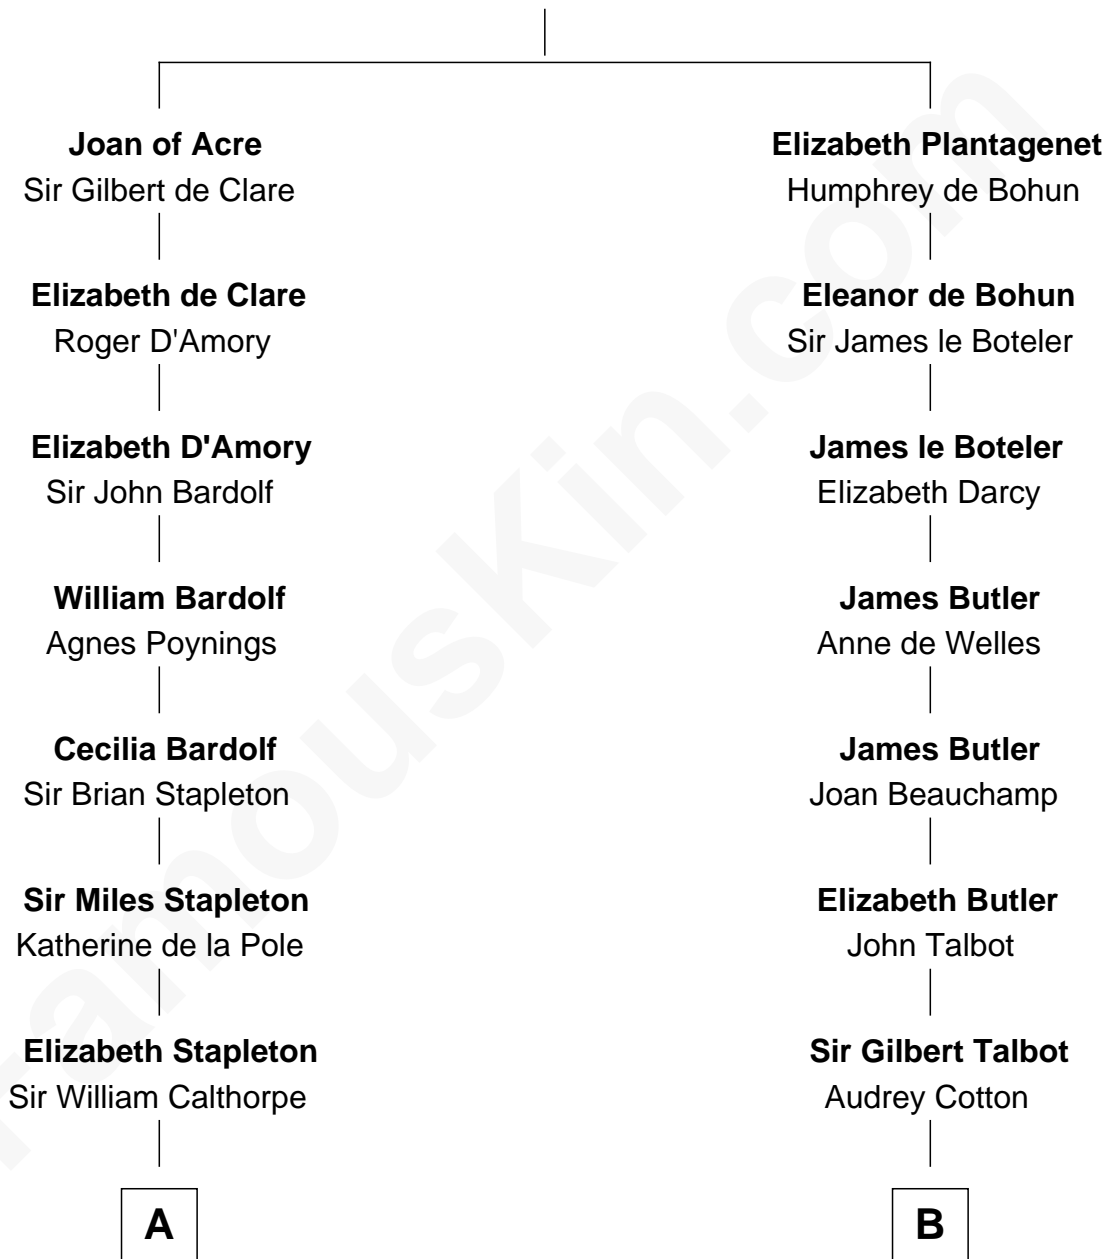 Joan of Acre
Sir Gilbert de Clare
Elizabeth de Clare
Roger D'Amory
Elizabeth D'Amory
Sir John Bardolf
William Bardolf
Agnes Poynings
Cecilia Bardolf
Sir Brian Stapleton
Sir Miles Stapleton
Katherine de la Pole
Elizabeth Stapleton
Sir William Calthorpe
A
Elizabeth Plantagenet
Humphrey de Bohun
Eleanor de Bohun
Sir James le Boteler
James le Boteler
Elizabeth Darcy
James Butler
Anne de Welles
James Butler
Joan Beauchamp
Elizabeth Butler
John Talbot
Sir Gilbert Talbot
Audrey Cotton
B
famouskin.com